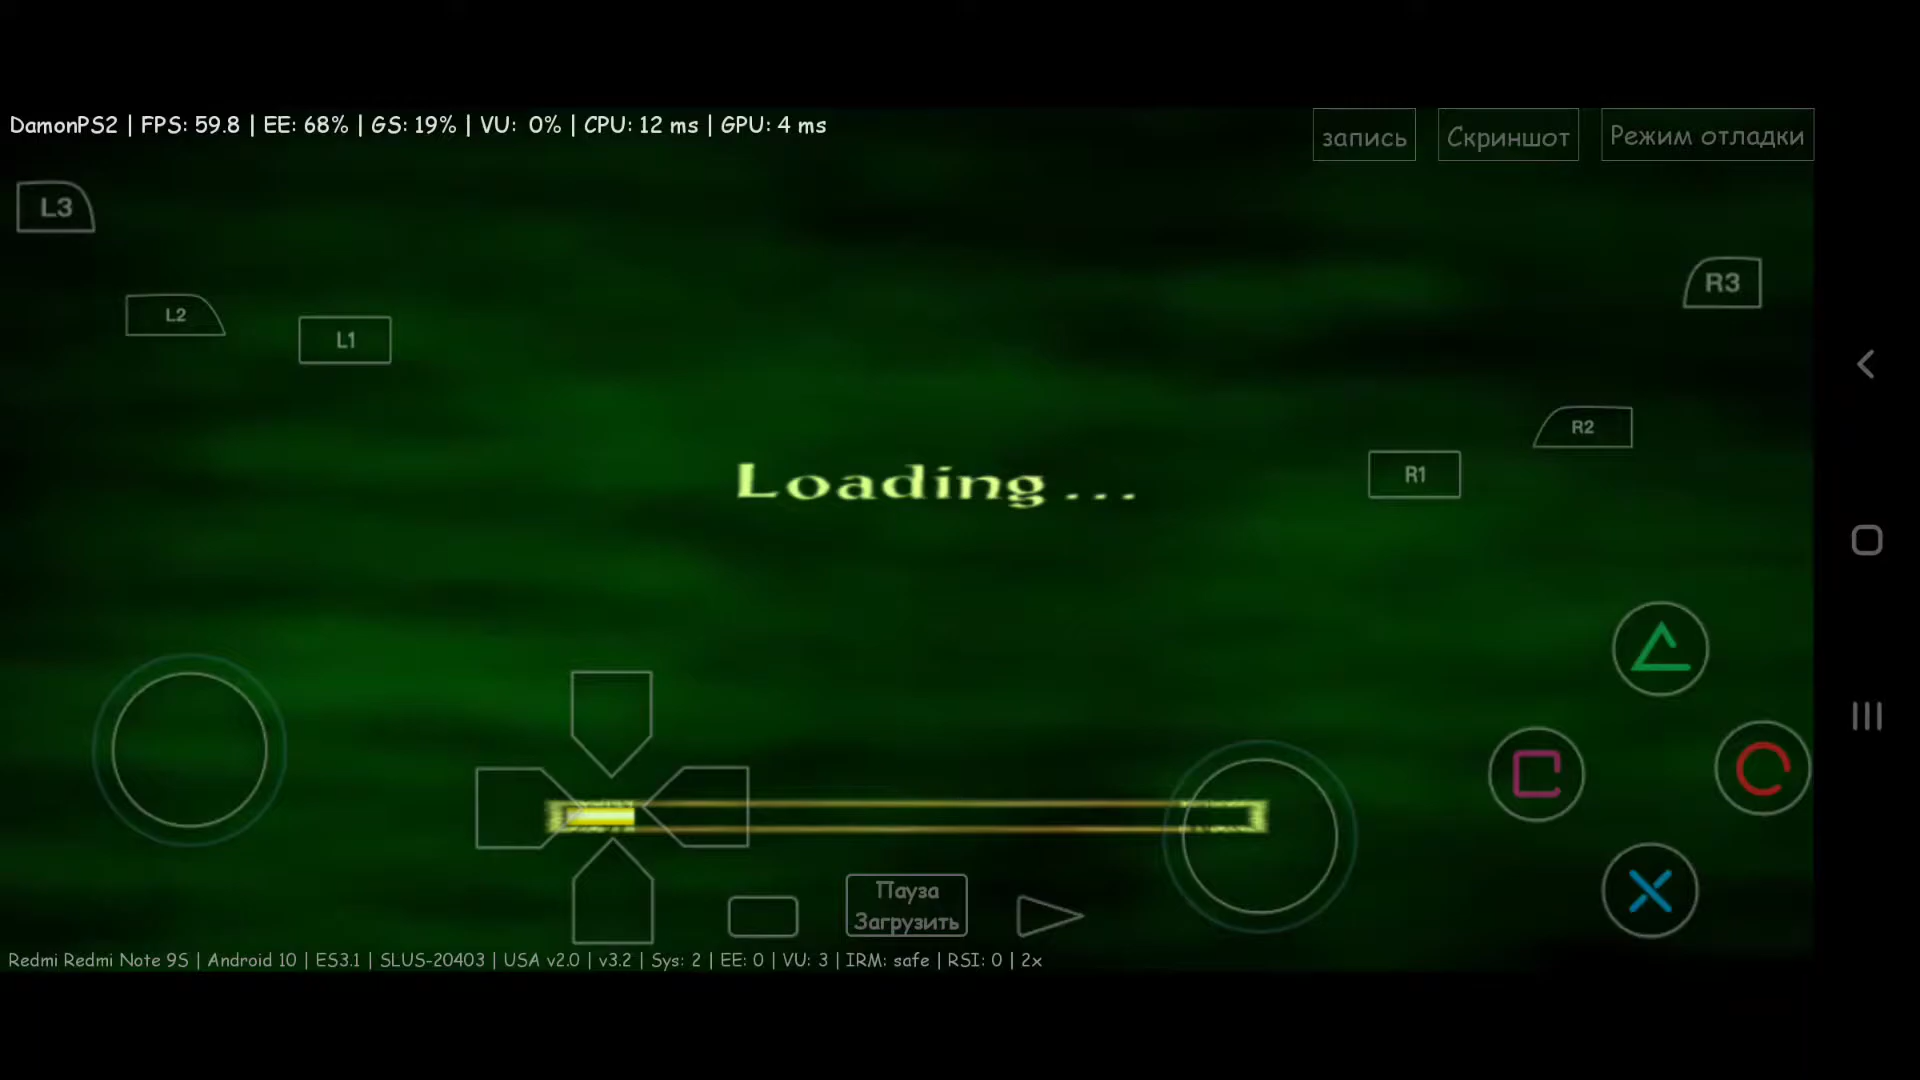 DamonPS2 | FPS: 59.8 | EE: 68% | GS: 19% | VU: 0% | CPU: 12 ms | GPU: 4 ms
запись
Скриншот
Режим отладки
L3
R3
L2
L1
R2
R1
Loading...
Пауза
Загрузить
Redmi Redmi Note 9S | Android 10 | ES3.1 | SLUS-20403 | USA v2.0 | v3.2 | Sys: 2 | EE: 0 | VU: 3 | IRM: safe | RSI: 0 | 2x